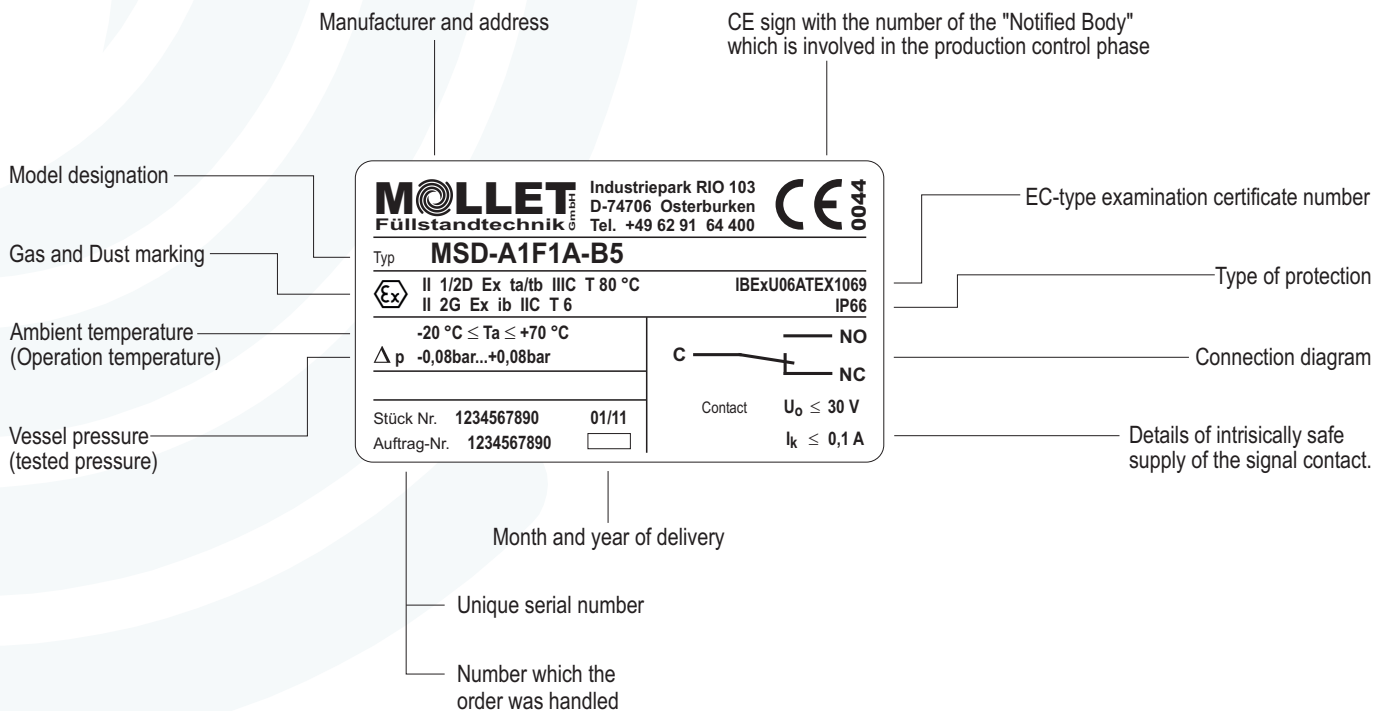 Manufacturer and address
CE sign with the number of the "Notified Body"
which is involved in the production control phase
Model designation
Gas and Dust marking
Ambient temperature
(Operation temperature)
Vessel pressure
(tested pressure)
MOLLET GmbH
Füllstandtechnik
Industriepark RIO 103
D-74706 Osterburken
Tel. +49 62 91 64 400
CE 0044
Typ MSD-A1F1A-B5
Ex II 1/2D Ex ta/tb IIIC T 80 °C
II 2G Ex ib IIC T 6
IBExU06ATEX1069
IP66
-20 °C ≤ Ta ≤ +70 °C
Δ p -0,08bar...+0,08bar
Stück Nr. 1234567890 01/11
Auftrag-Nr. 1234567890
NO
C
NC
Contact Uo ≤ 30 V
Ik ≤ 0,1 A
EC-type examination certificate number
Type of protection
Connection diagram
Details of intrisically safe
supply of the signal contact.
Month and year of delivery
Unique serial number
Number which the
order was handled